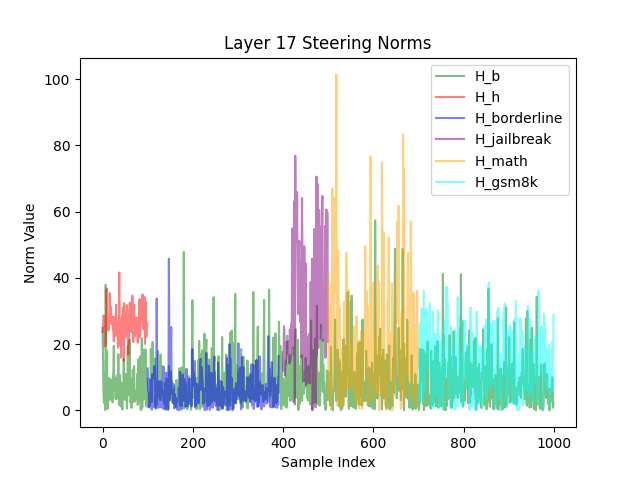 Layer 17 Steering Norms
100
80
60
40
20
0
Norm Value
H_b
H_h
H_borderline
H_jailbreak
H_math
H_gsm8k
0 200 400 600 800 1000
Sample Index